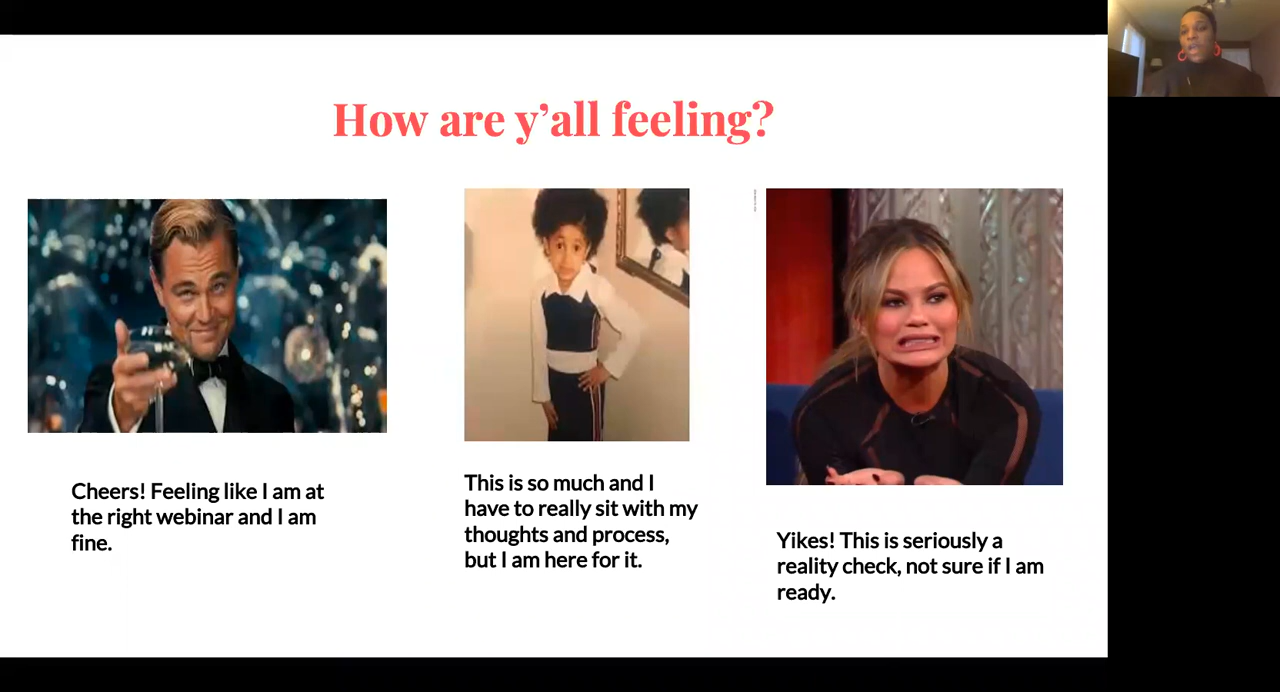 How are y'all feeling?
Cheers! Feeling like I am at
the right webinar and I am
fine.
This is so much and I
have to really sit with my
thoughts and process,
but I am here for it.
Yikes! This is seriously a
reality check, not sure if I am
ready.